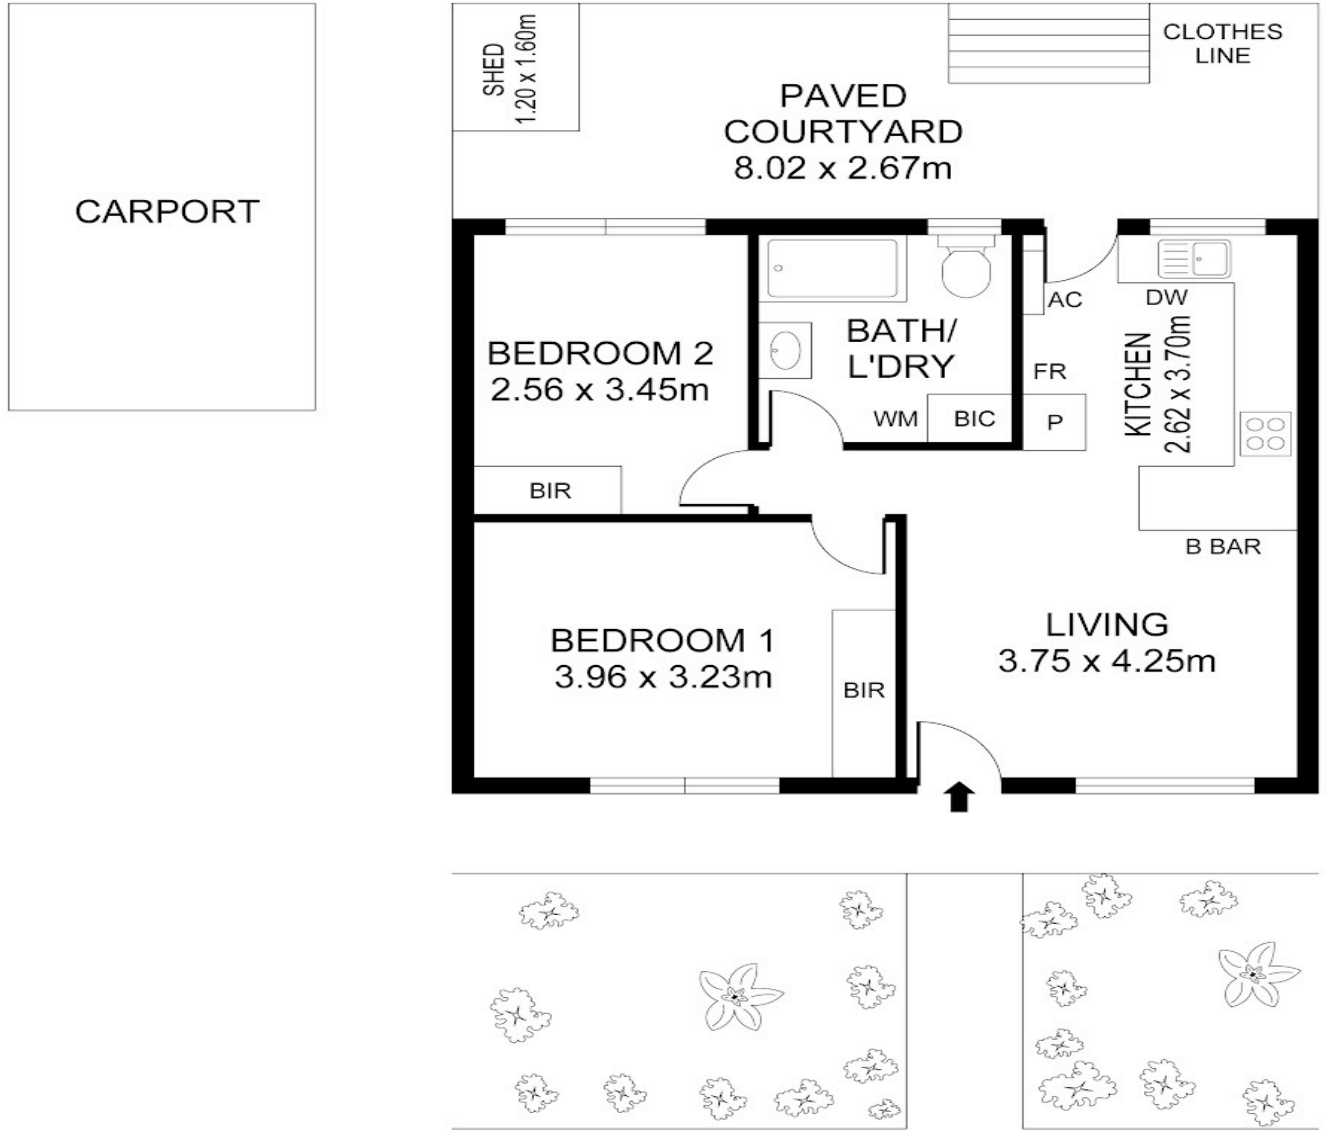 CARPORT
SHED
1.20 x 1.60m
CLOTHES
LINE
PAVED
COURTYARD
8.02 x 2.67m
BEDROOM 2
2.56 x 3.45m
BIR
BATH/
L'DRY
WM
BIC
AC
FR
P
DW
KITCHEN
2.62 x 3.70m
B BAR
BEDROOM 1
3.96 x 3.23m
BIR
LIVING
3.75 x 4.25m